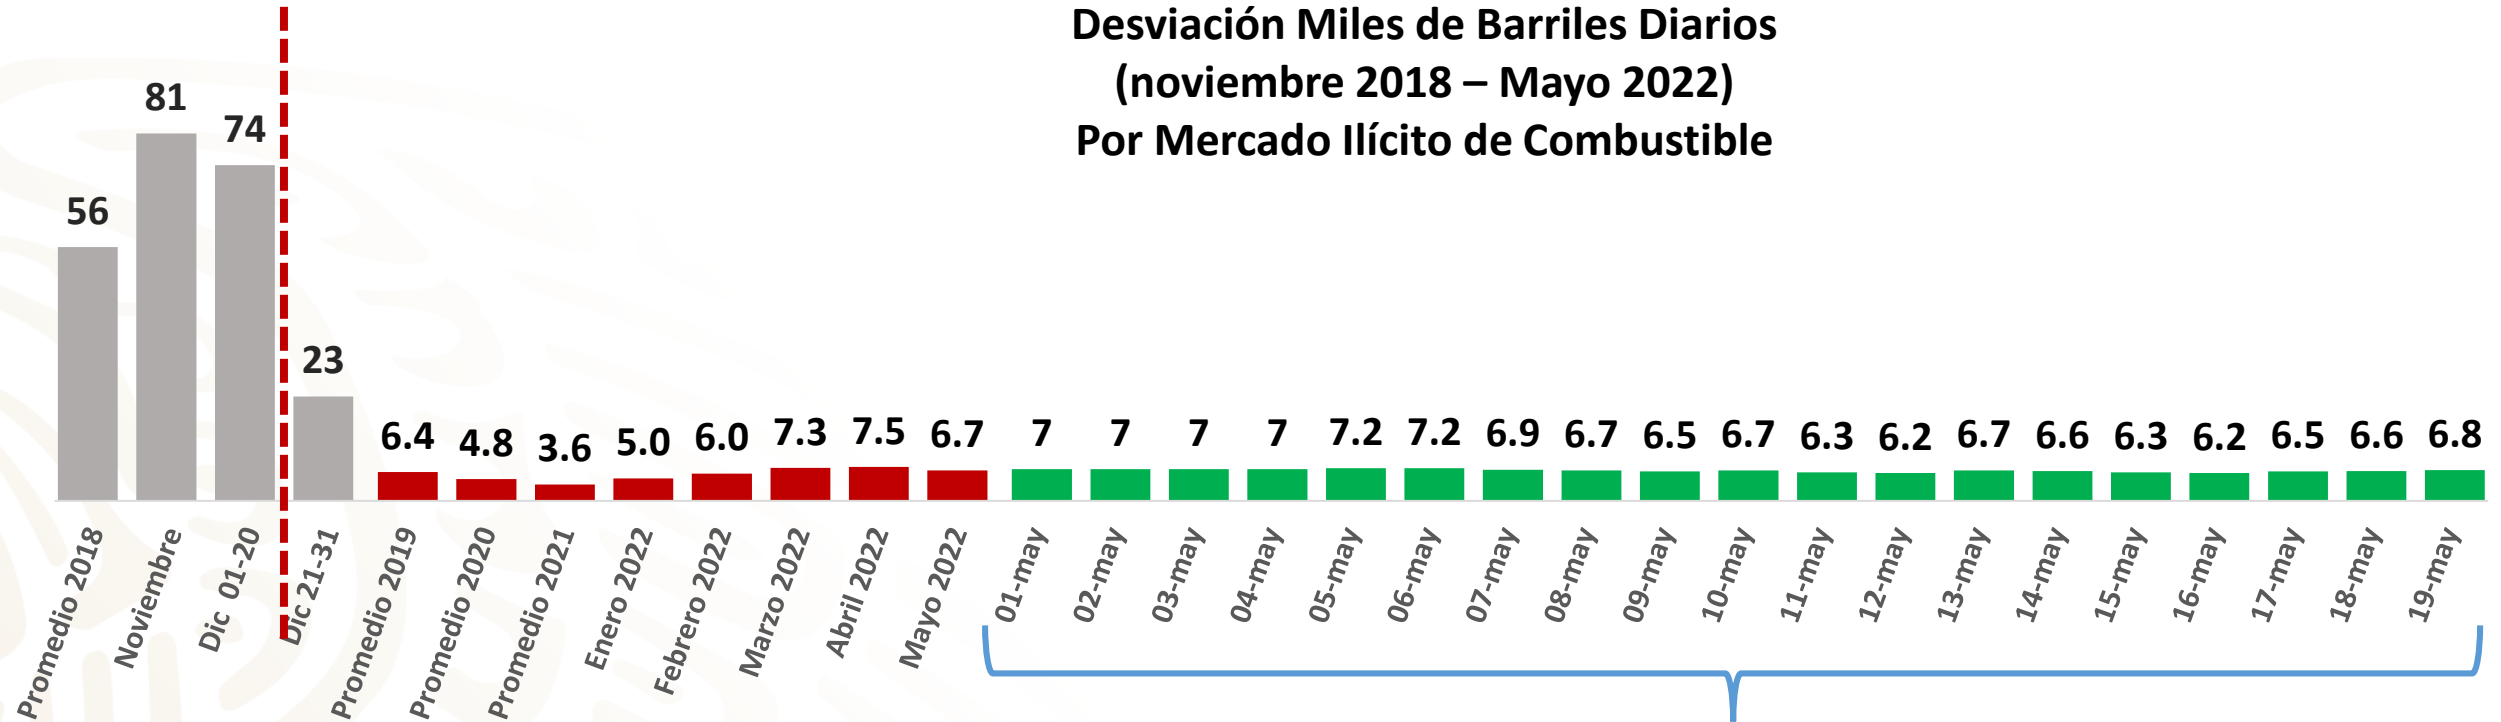 Desviación Miles de Barriles Diarios
(noviembre 2018 – Mayo 2022)
Por Mercado Ilícito de Combustible
56
81
74
23
6.4
4.8
3.6
5.0
6.0
7.3
7.5
6.7
7
7
7
7
7.2
7.2
6.9
6.7
6.5
6.7
6.3
6.2
6.7
6.6
6.3
6.2
6.5
6.6
6.8
Promedio 2018
Noviembre
Dic 01-20
Dic 21-31
Promedio 2019
Promedio 2020
Promedio 2021
Enero 2022
Febrero 2022
Marzo 2022
Abril 2022
Mayo 2022
01-may
02-may
03-may
04-may
05-may
06-may
07-may
08-may
09-may
10-may
11-may
12-may
13-may
14-may
15-may
16-may
17-may
18-may
19-may